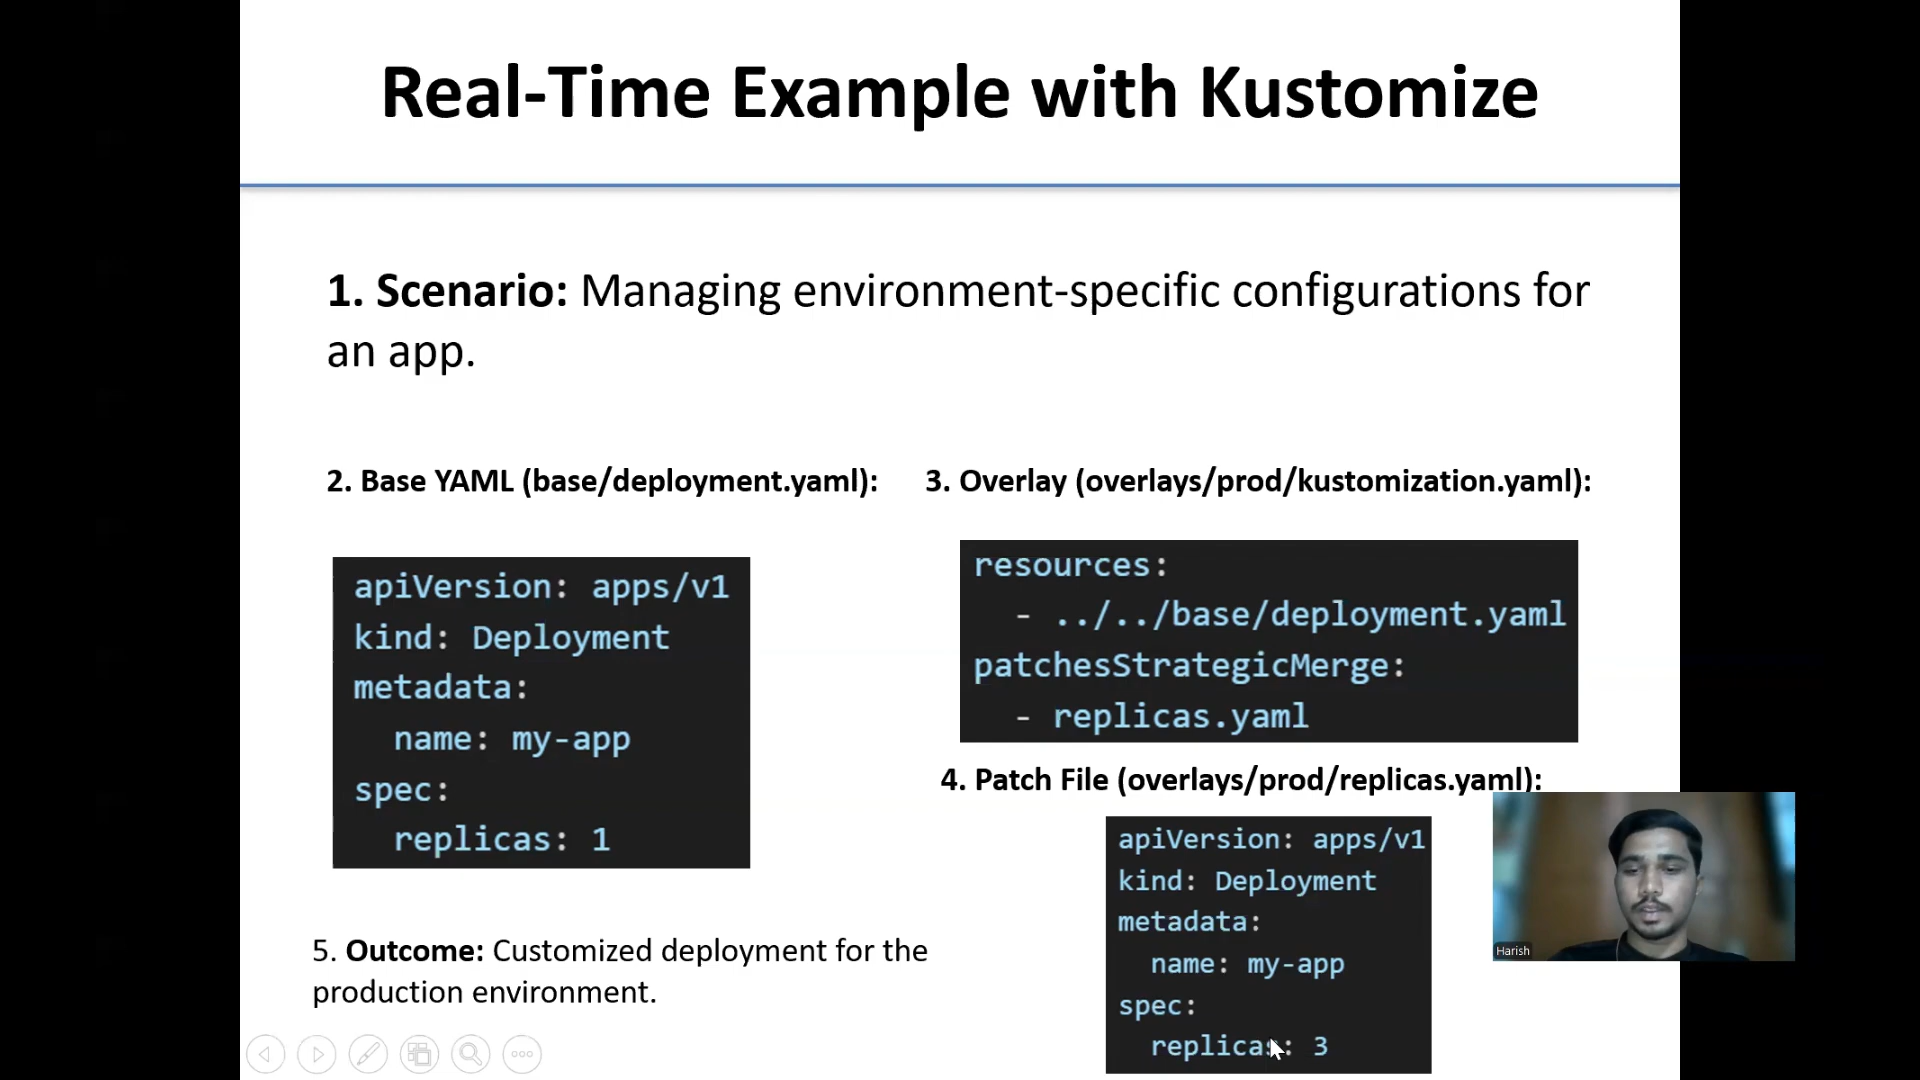 Real-Time Example with Kustomize
1. Scenario: Managing environment-specific configurations for
an app.
2. Base YAML (base/deployment.yaml):
apiVersion: apps/v1
kind: Deployment
metadata:
  name: my-app
spec:
  replicas: 1
3. Overlay (overlays/prod/kustomization.yaml):
resources:
  - ../../base/deployment.yaml
patchesStrategicMerge:
  - replicas.yaml
4. Patch File (overlays/prod/replicas.yaml):
apiVersion: apps/v1
kind: Deployment
metadata:
  name: my-app
spec:
  replicas: 3
5. Outcome: Customized deployment for the
production environment.
Harish